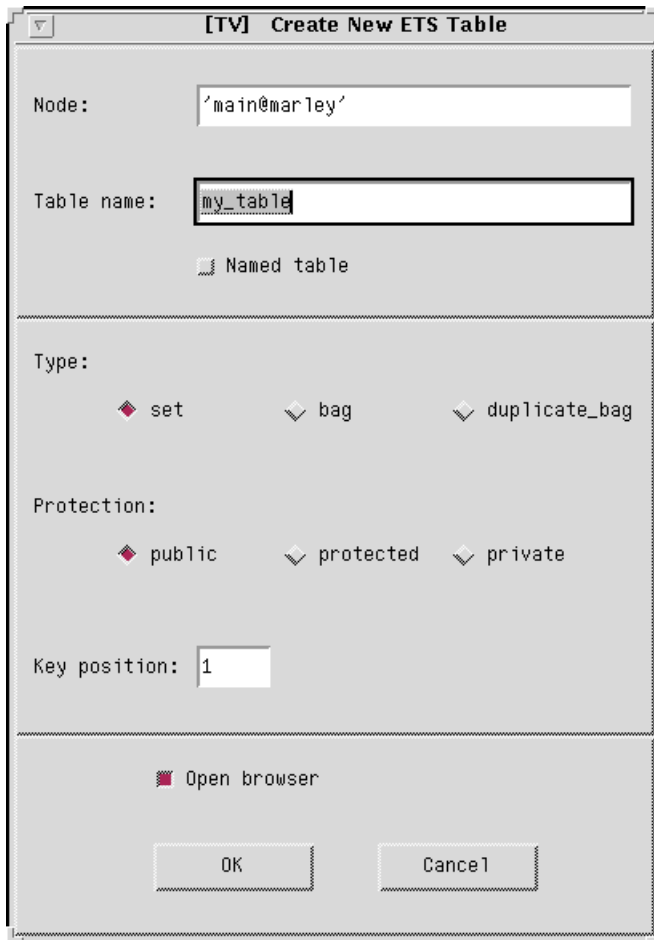 [TV] Create New ETS Table
Node: ’main@marley’
Table name: my_table
Named table
Type:
set bag duplicate_bag
Protection:
public protected private
Key position: 1
Open browser
OK Cancel